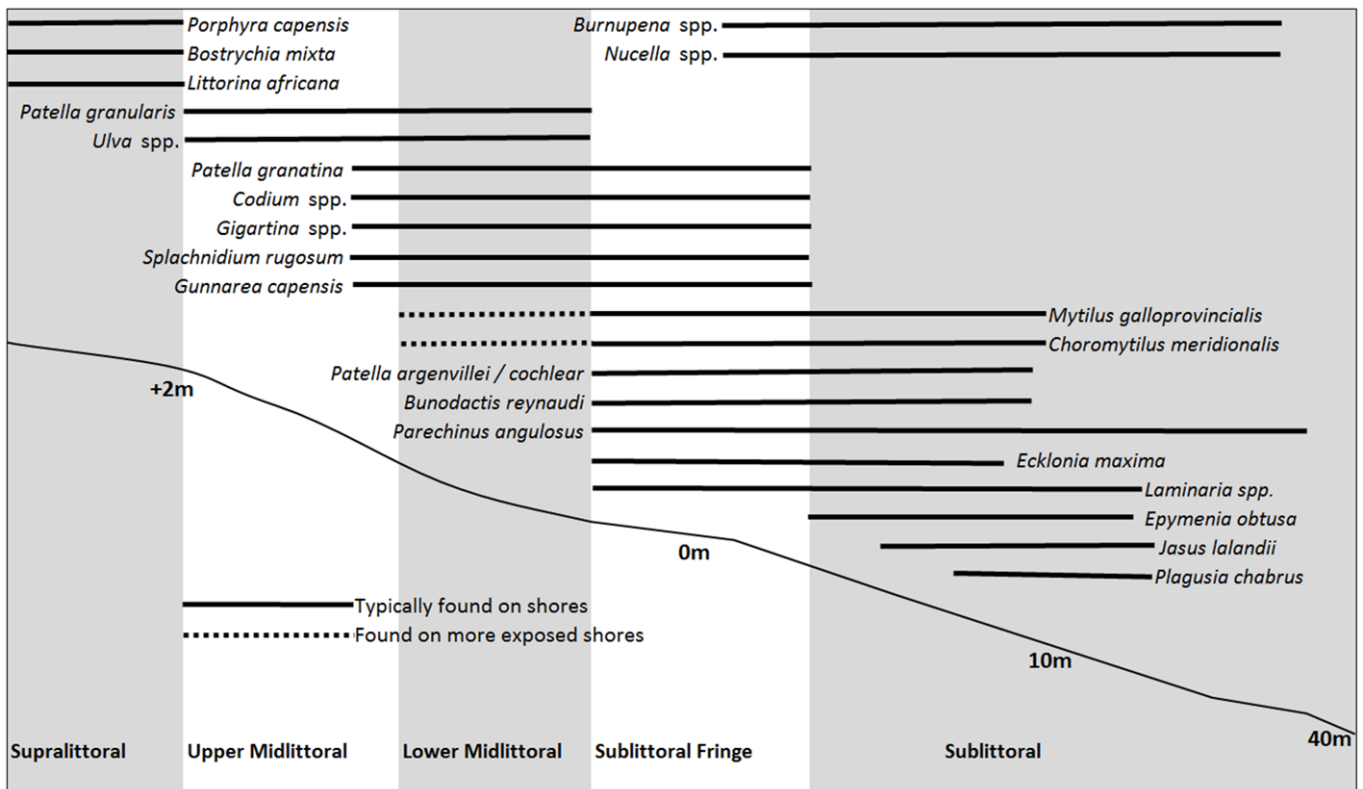 Porphyra capensis
Burnupena spp.
Bostrychia mixta
Nucella spp.
Littorina africana
Patella granularis
Ulva spp.
Patella granatina
Codium spp.
Gigartina spp.
Splachnidium rugosum
Gunnarea capensis
Mytilus galloprovincialis
Choromytilus meridionalis
Patella argenvillei / cochlear
+2m
Bunodactis reynaudi
Parechinus angulosus
Ecklonia maxima
Laminaria spp.
Epymenia obtusa
0m
Jasus lalandii
Plagusia chabrus
Typically found on shores
Found on more exposed shores
10m
40m
Supralittoral
Upper Midlittoral
Lower Midlittoral
Sublittoral Fringe
Sublittoral